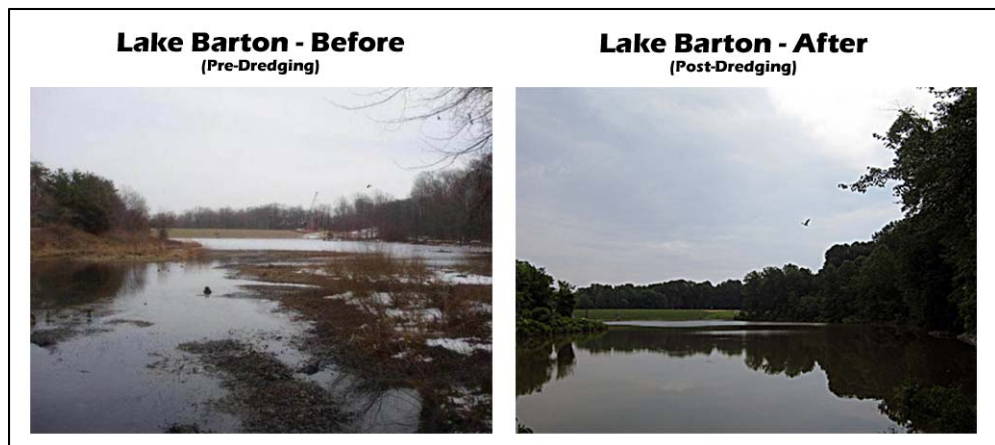 Lake Barton - Before
(Pre-Dredging)
Lake Barton - After
(Post-Dredging)